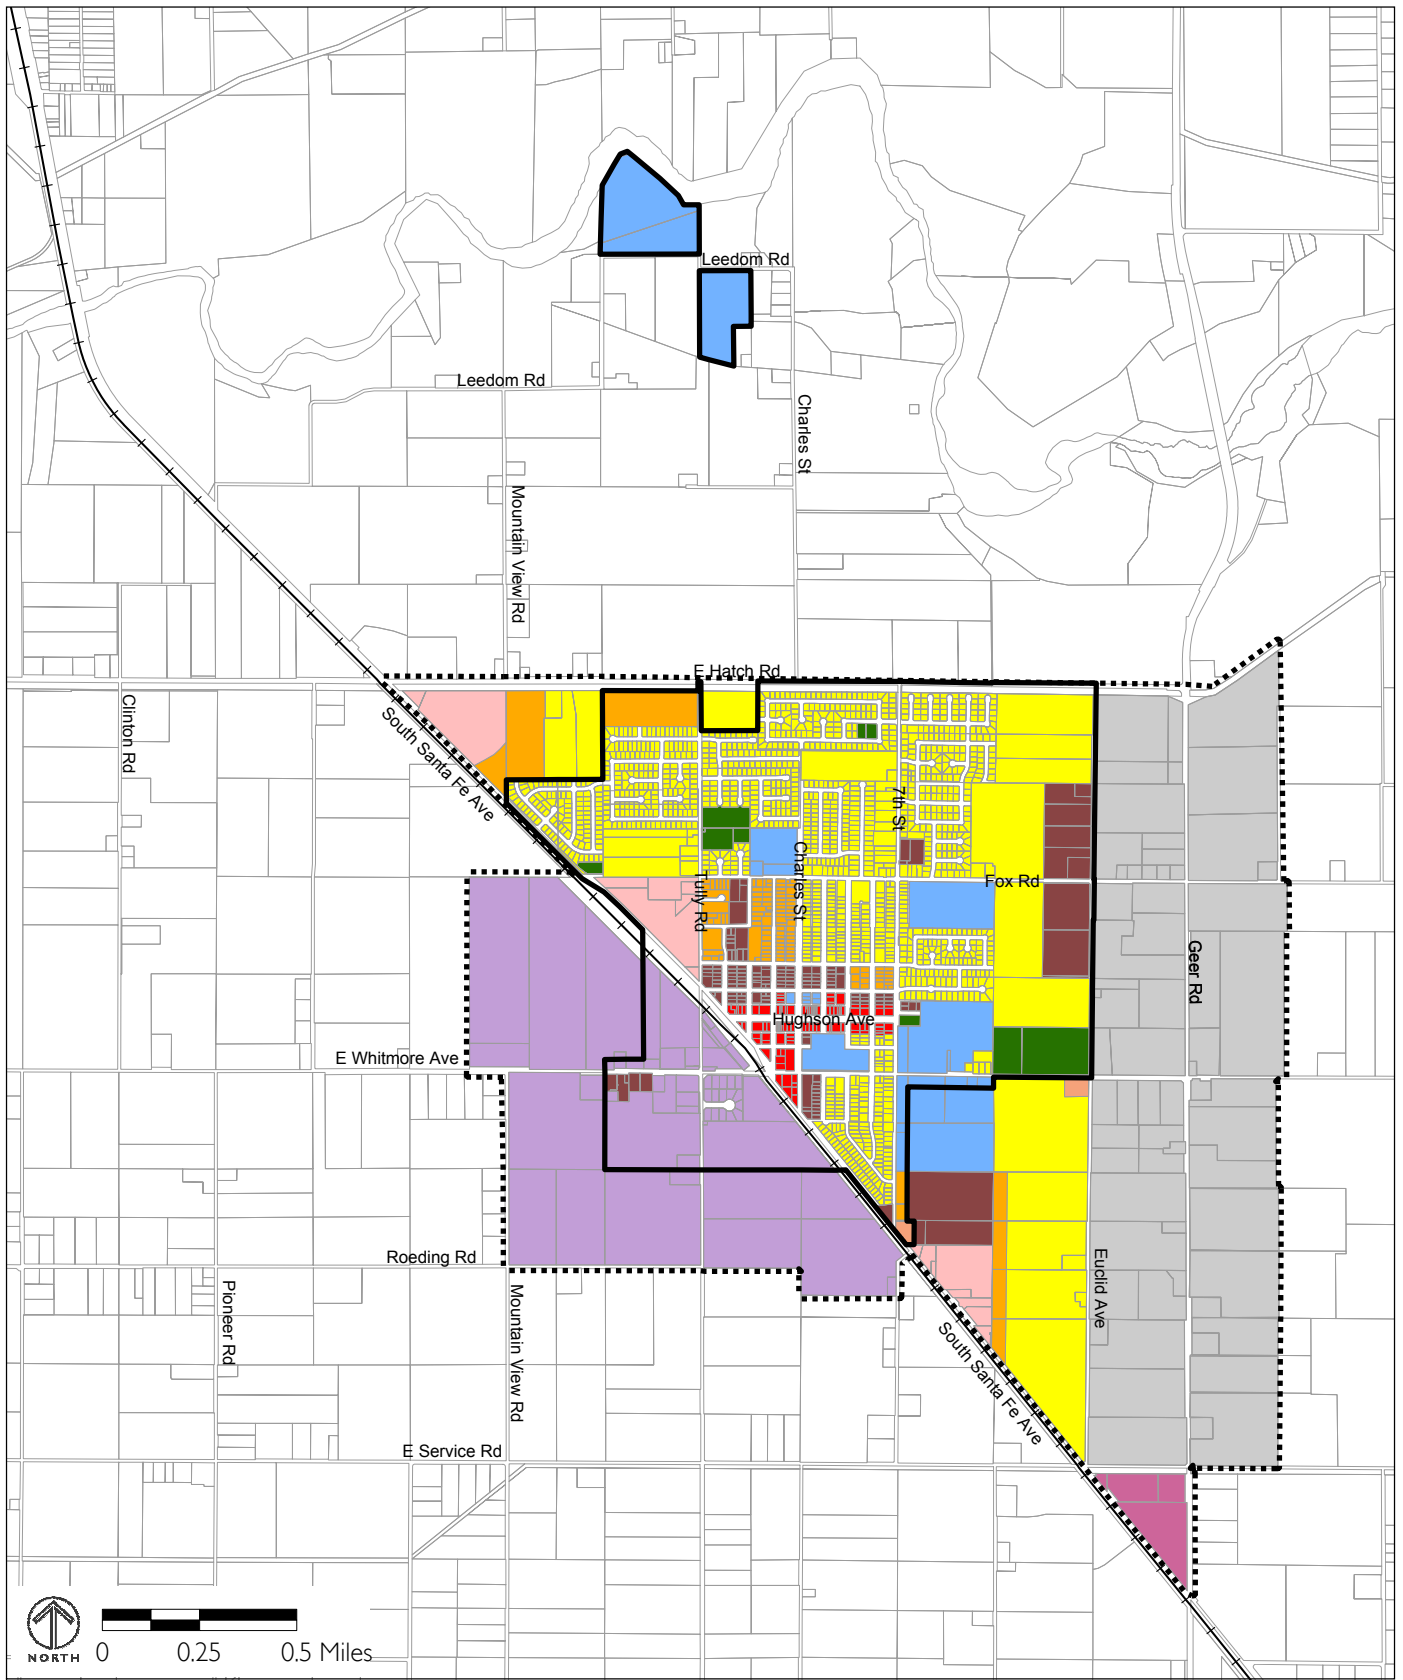 Leedom Rd
Leedom Rd
Charles St
Mountain View Rd
E Hatch Rd
Clinton Rd
South Santa Fe Ave
7th St
Charles St
Tully Rd
Fox Rd
Geer Rd
Hughson Ave
E Whitmore Ave
Roeding Rd
Euclid Ave
Pioneer Rd
Mountain View Rd
South Santa Fe Ave
E Service Rd
NORTH
0 0.25 0.5 Miles